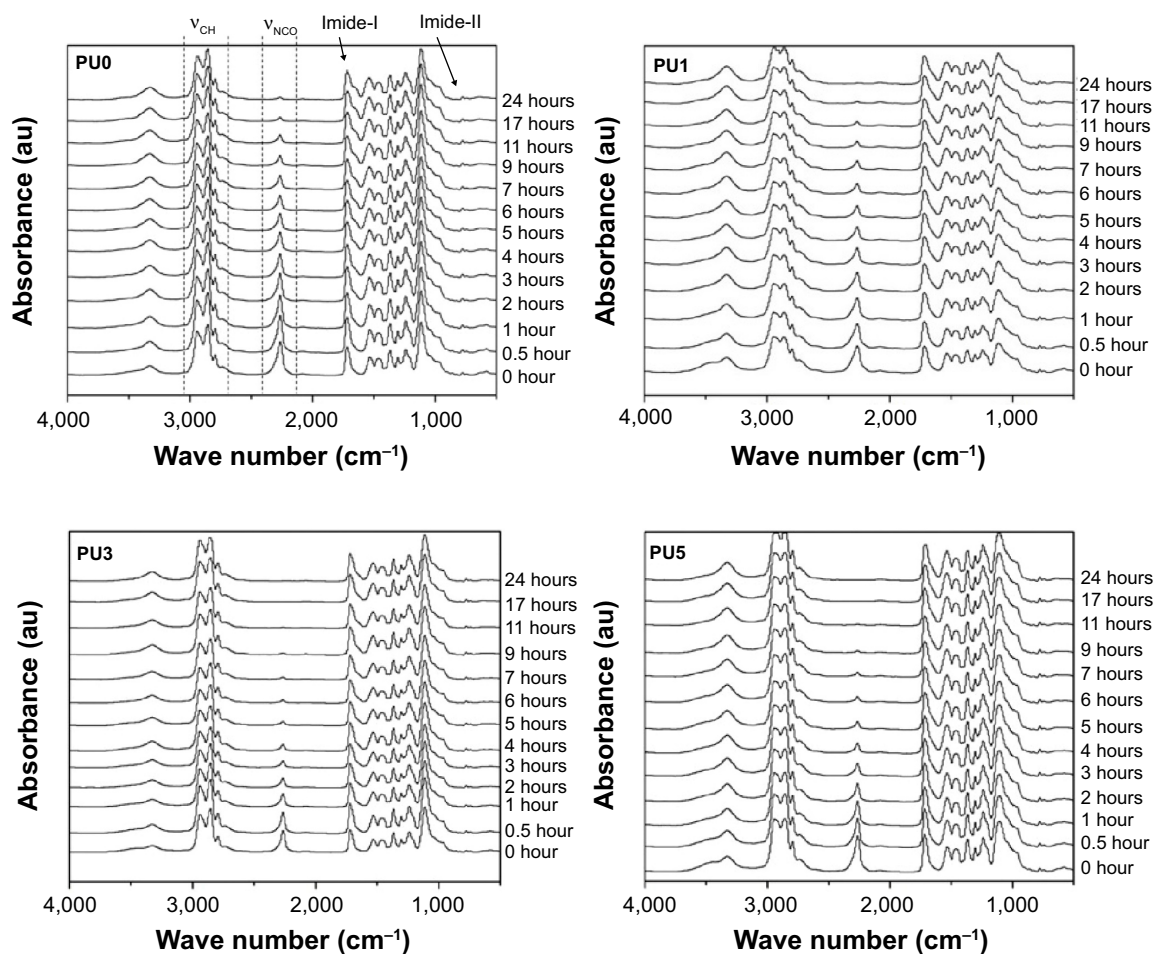 ν_CH
ν_NCO
Imide-I
Imide-II
PU0
24 hours
17 hours
11 hours
9 hours
7 hours
6 hours
5 hours
4 hours
3 hours
2 hours
1 hour
0.5 hour
0 hour
Absorbance (au)
4,000 3,000 2,000 1,000
Wave number (cm⁻¹)
PU1
24 hours
17 hours
11 hours
9 hours
7 hours
6 hours
5 hours
4 hours
3 hours
2 hours
1 hour
0.5 hour
0 hour
Absorbance (au)
4,000 3,000 2,000 1,000
Wave number (cm⁻¹)
PU3
24 hours
17 hours
11 hours
9 hours
7 hours
6 hours
5 hours
4 hours
3 hours
2 hours
1 hour
0.5 hour
0 hour
Absorbance (au)
4,000 3,000 2,000 1,000
Wave number (cm⁻¹)
PU5
24 hours
17 hours
11 hours
9 hours
7 hours
6 hours
5 hours
4 hours
3 hours
2 hours
1 hour
0.5 hour
0 hour
Absorbance (au)
4,000 3,000 2,000 1,000
Wave number (cm⁻¹)